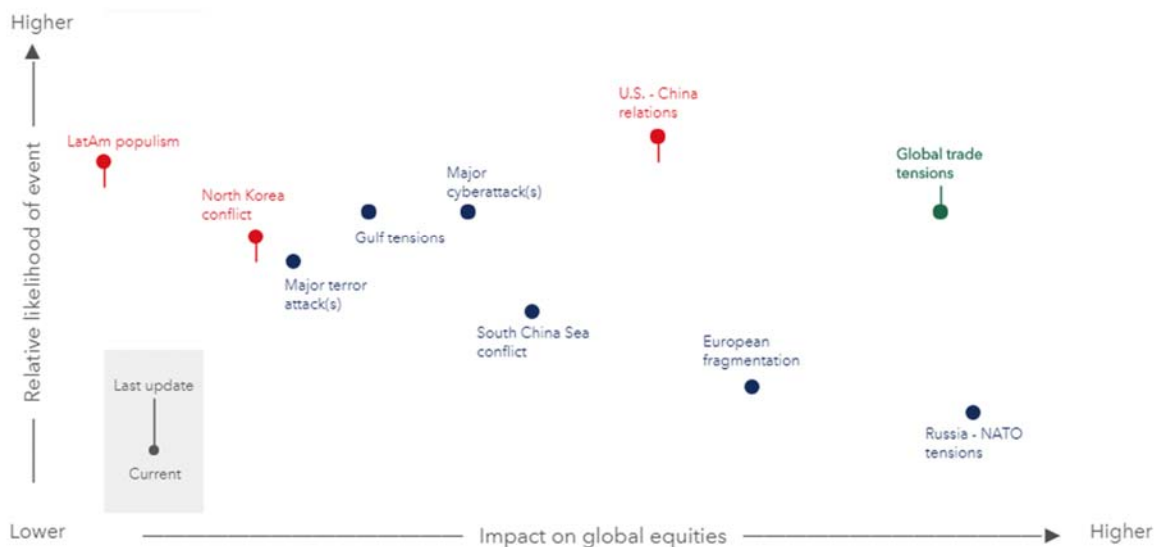 Higher
U.S. - China
relations
LatAm populism
Global trade
tensions
Major
cyberattack(s)
North Korea
conflict
Gulf tensions
Major terror
attack(s)
South China Sea
conflict
European
fragmentation
Russia - NATO
tensions
Relative likelihood of event
Last update
Current
Lower
Impact on global equities
Higher